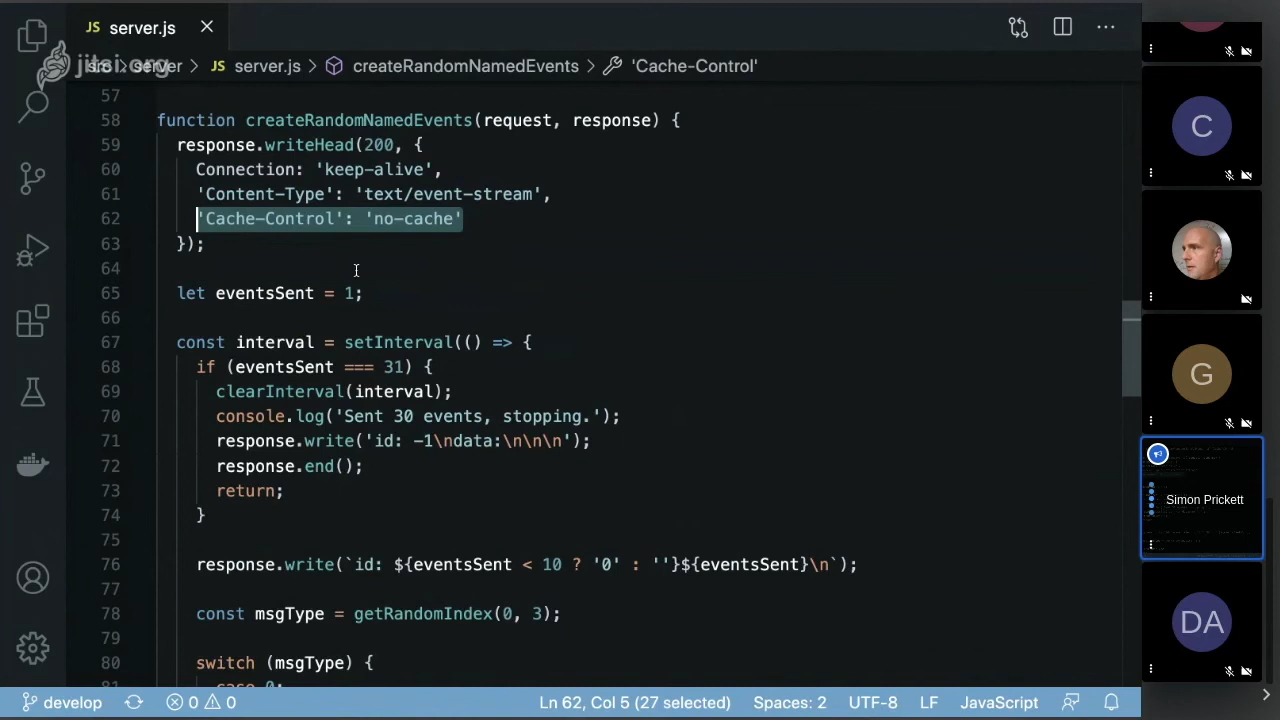 JS server.js
jitsi.org
src > server > JS server.js > createRandomNamedEvents > 'Cache-Control'
57
58 function createRandomNamedEvents(request, response) {
59 response.writeHead(200, {
60 Connection: 'keep-alive',
61 'Content-Type': 'text/event-stream',
62 'Cache-Control': 'no-cache'
63 });
64
65 let eventsSent = 1;
66
67 const interval = setInterval(() => {
68 if (eventsSent === 31) {
69 clearInterval(interval);
70 console.log('Sent 30 events, stopping.');
71 response.write('id: -1\ndata:\n\n\n');
72 response.end();
73 return;
74 }
75
76 response.write(`id: ${eventsSent < 10 ? '0' : ''}${eventsSent}\n`);
77
78 const msgType = getRandomIndex(0, 3);
79
80 switch (msgType) {
81 case 0:
develop 0 0 Ln 62, Col 5 (27 selected) Spaces: 2 UTF-8 LF JavaScript
C
G
Simon Prickett
DA